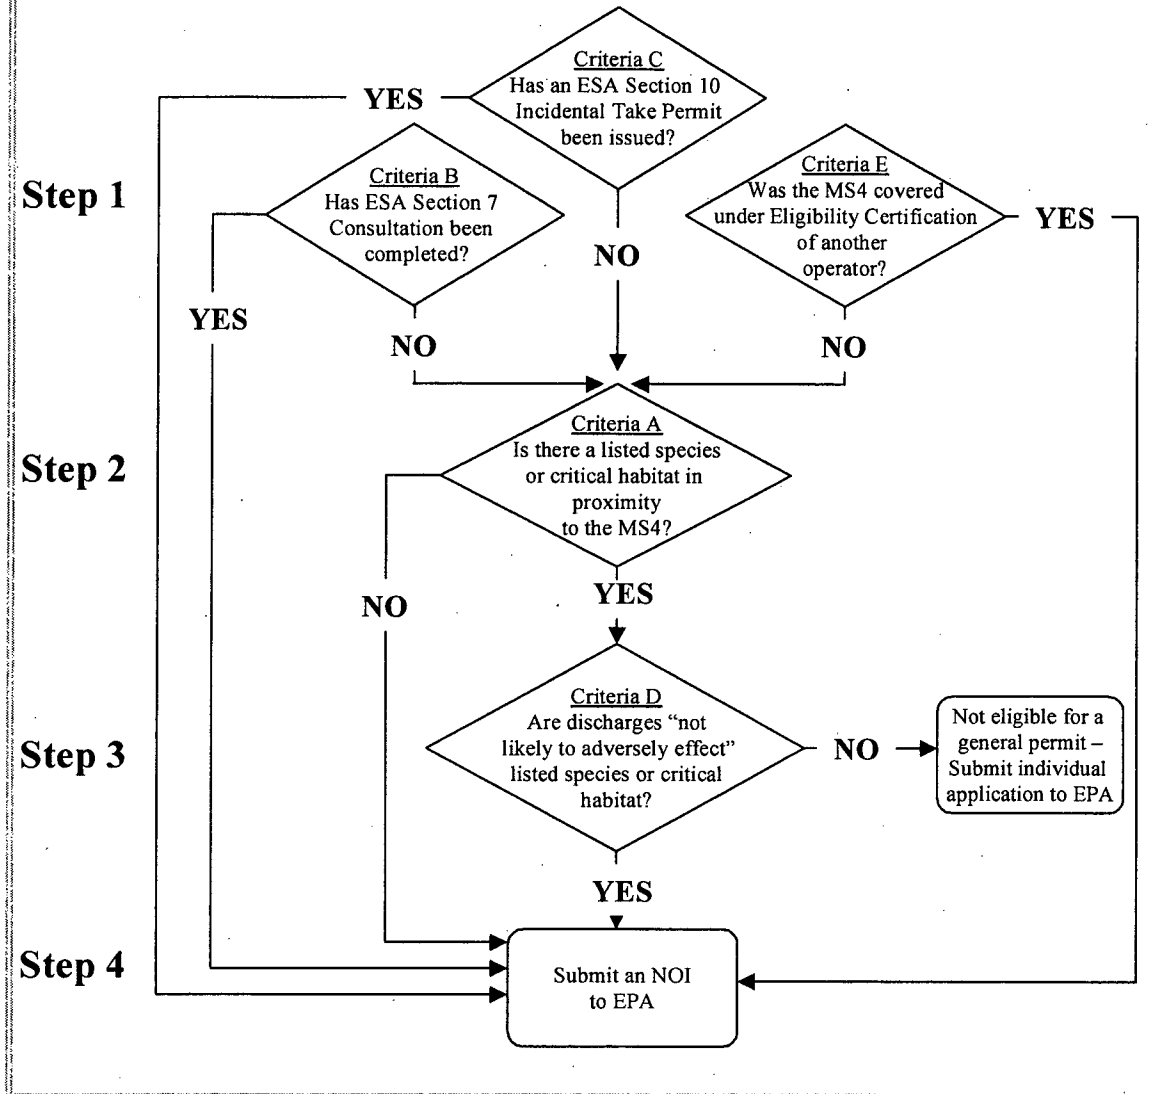 Criteria C
Has an ESA Section 10
Incidental Take Permit
been issued?
YES
Step 1
Criteria B
Has ESA Section 7
Consultation been
completed?
Criteria E
Was the MS4 covered
under Eligibility Certification
of another
operator?
YES
NO
YES
NO
NO
Step 2
Criteria A
Is there a listed species
or critical habitat in
proximity
to the MS4?
NO
YES
Step 3
Criteria D
Are discharges “not
likely to adversely effect”
listed species or critical
habitat?
NO
Not eligible for a
general permit –
Submit individual
application to EPA
YES
Step 4
Submit an NOI
to EPA